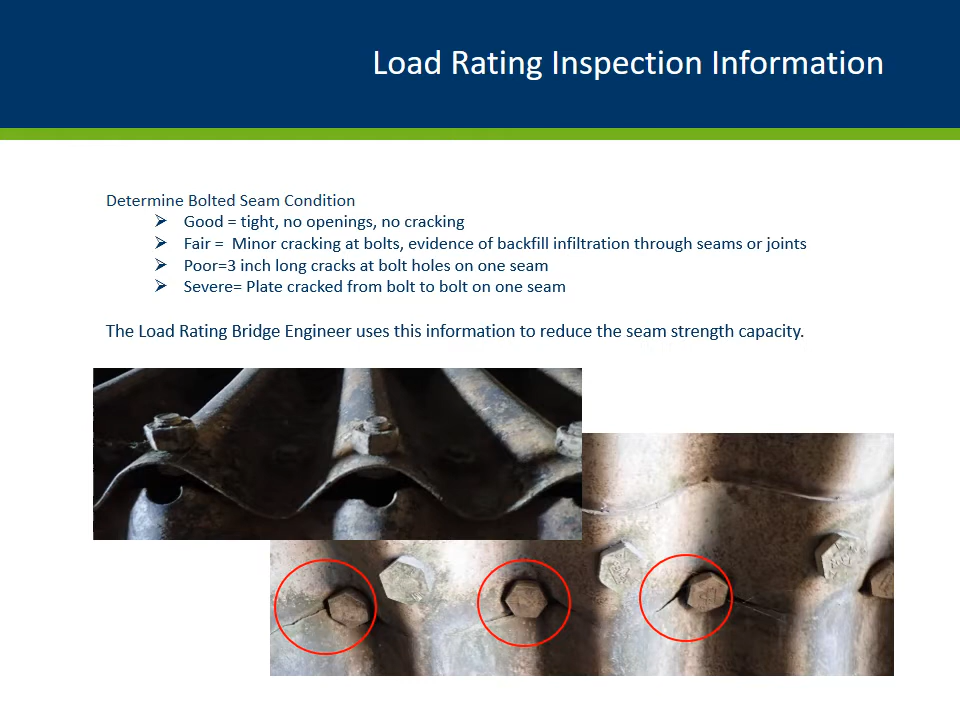 Load Rating Inspection Information
Determine Bolted Seam Condition
➢ Good = tight, no openings, no cracking
➢ Fair =  Minor cracking at bolts, evidence of backfill infiltration through seams or joints
➢ Poor=3 inch long cracks at bolt holes on one seam
➢ Severe= Plate cracked from bolt to bolt on one seam
The Load Rating Bridge Engineer uses this information to reduce the seam strength capacity.